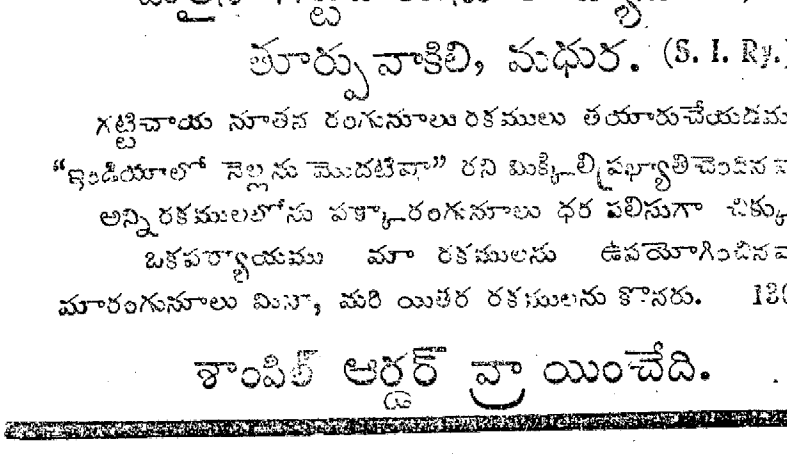 తూర్పు వాకిలి, మధుర. (S. I. Ry.)
గట్టిచాయ నూతన రంగునూలు రకములు తయారుచేయడమ
“ఇండియాలో నెల్లను మొదటివా” రని మిక్కిలి ప్రఖ్యాతిచెందిన
అన్ని రకములలోను పక్కారంగునూలు ధర పలిసుగా చిక్కు
ఒకపర్యాయము మా రకములను ఉపయోగించిన
మారంగునూలు మినా, మరి యితర రకములను కొనరు.
శాంపిల్ ఆర్డర్ వ్రాయించేది.